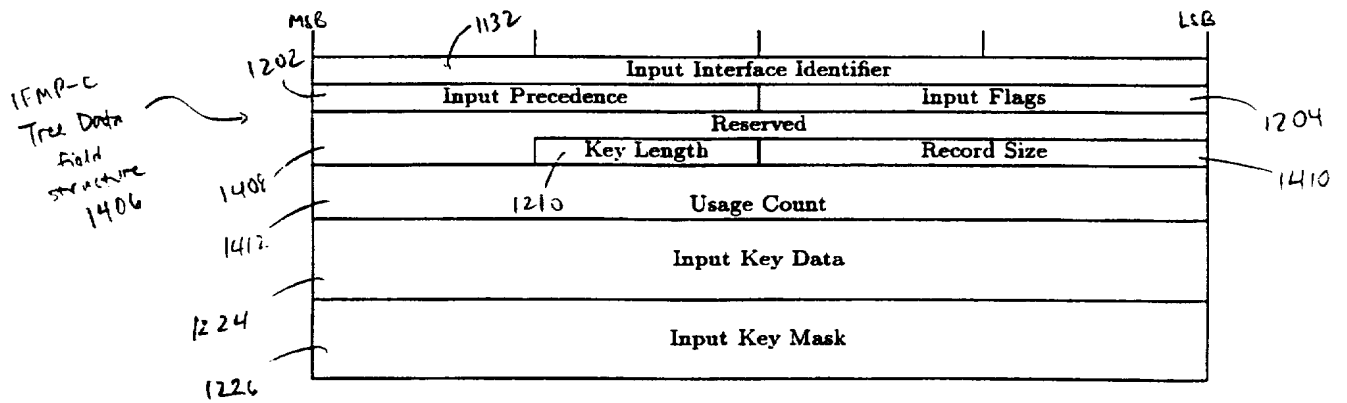 MSB
LSB
1132
Input Interface Identifier
1202
Input Precedence
Input Flags
1204
IFMP-C
Tree Data
field
structure
1406
Reserved
1408
Key Length
Record Size
1210
1410
Usage Count
1412
Input Key Data
1224
Input Key Mask
1226